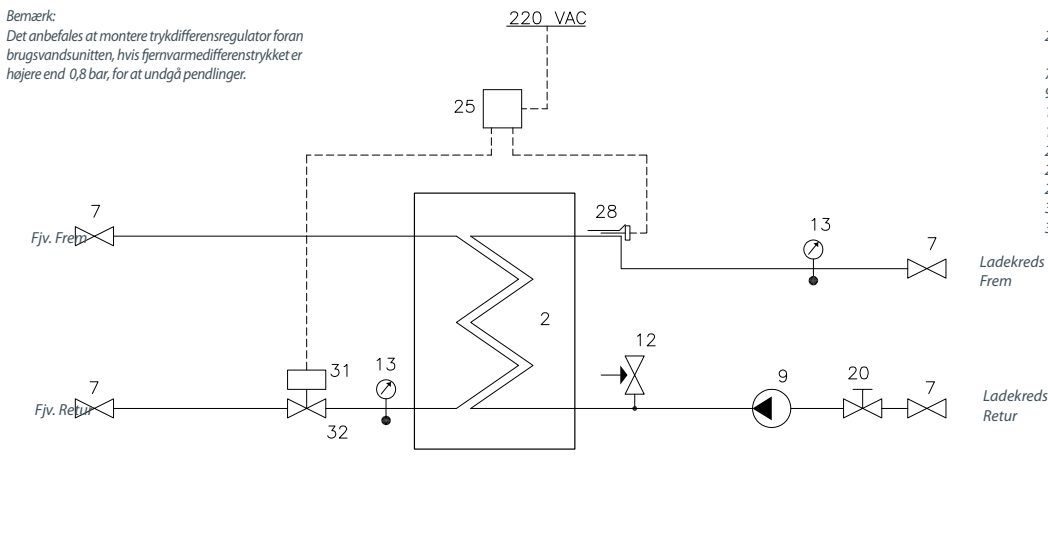 Bemærk:
Det anbefales at montere trykdifferensregulator foran
brugsvandsunitten, hvis fjernvarmedifferenstrykket er
højere end 0,8 bar, for at undgå pendlinger.
220 VAC
25
7
Fjv. Frem
28
13
7
Ladekreds
Frem
2
12
7
Fjv. Retur
31
13
32
9
20
7
Ladekreds
Retur